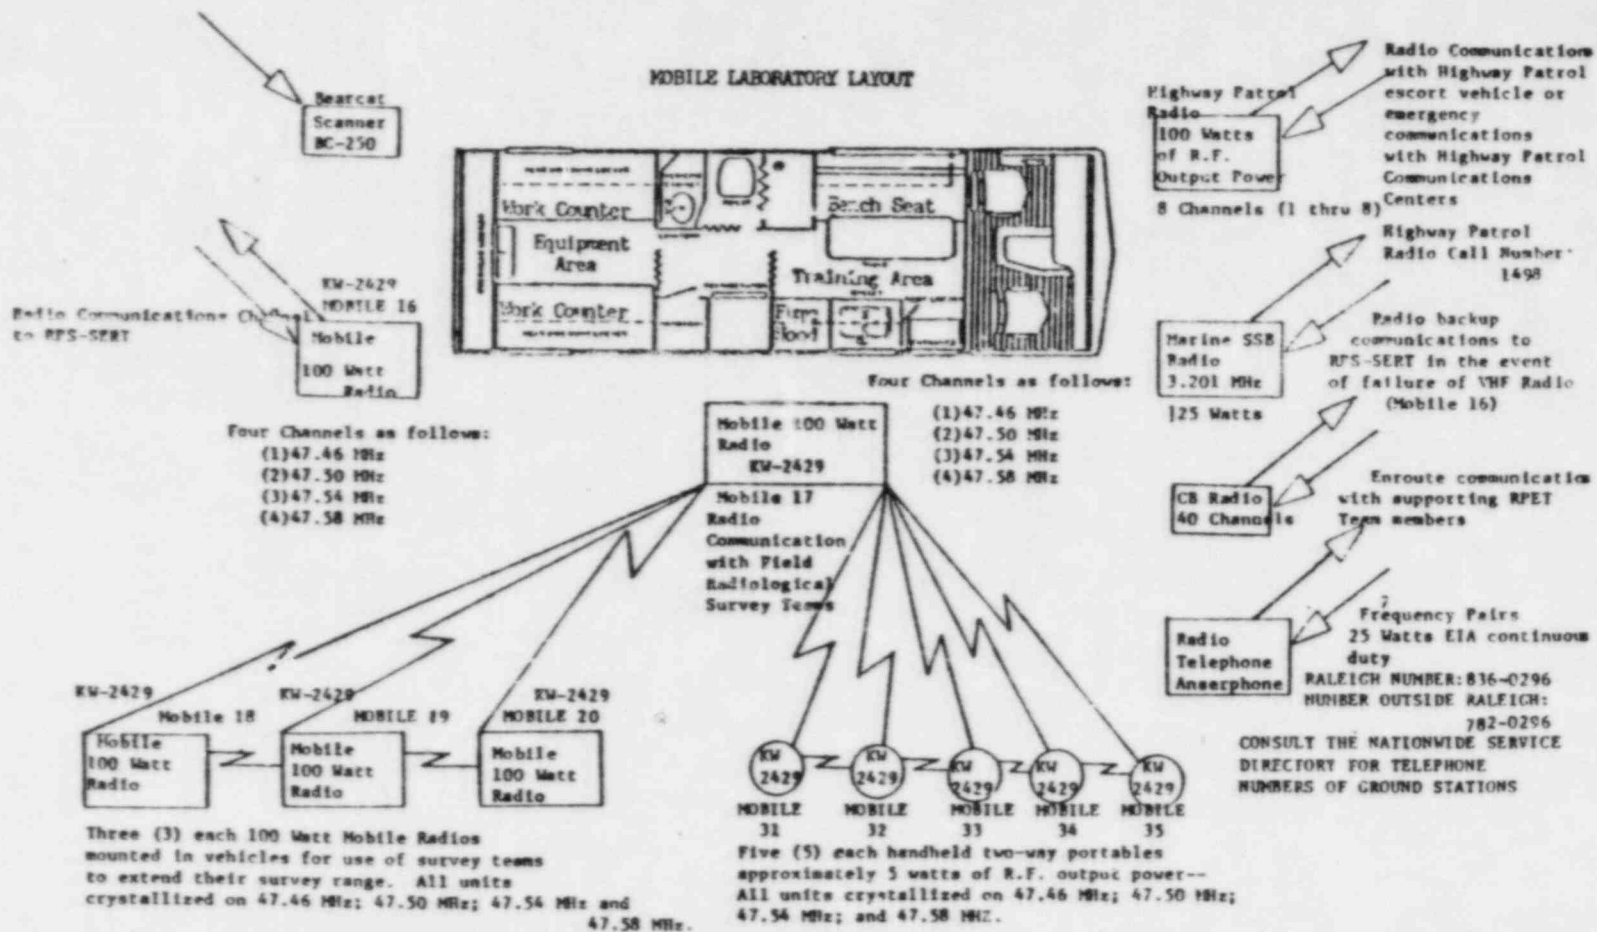 MOBILE LABORATORY LAYOUT
Bearcat
Scanner
BC-250
KW-2429
MOBILE 16
Radio Communications Channel
to RPS-SERT
Mobile
100 Watt
Radio
Four Channels as follows:
(1)47.46 MHz
(2)47.50 MHz
(3)47.54 MHz
(4)47.58 MHz
Work Counter
Equipment
Area
Work Counter
Bench Seat
Training Area
Highway Patrol
Radio
100 Watts
of R.F.
Output Power
8 Channels (1 thru 8)
Radio Communications
with Highway Patrol
escort vehicle or
emergency
communications
with Highway Patrol
Communications
Centers
Highway Patrol
Radio Call Number
1498
Marine SSB
Radio
3.201 MHz
125 Watts
Radio backup
communications to
RPS-SERT in the event
of failure of VHF Radio
(Mobile 16)
CB Radio
40 Channels
Enroute communication
with supporting RPET
Team members
Radio
Telephone
Anserphone
7
Frequency Pairs
25 Watts EIA continuous
duty
RALEIGH NUMBER: 836-0296
NUMBER OUTSIDE RALEIGH:
782-0296
CONSULT THE NATIONWIDE SERVICE
DIRECTORY FOR TELEPHONE
NUMBERS OF GROUND STATIONS
Mobile 100 Watt
Radio
KW-2429
Mobile 17
Radio
Communication
with Field
Radiological
Survey Teams
Four Channels as follows:
(1)47.46 MHz
(2)47.50 MHz
(3)47.54 MHz
(4)47.58 MHz
KW-2429
Mobile 18
Mobile
100 Watt
Radio
KW-2429
MOBILE 19
Mobile
100 Watt
Radio
KW-2429
MOBILE 20
Mobile
100 Watt
Radio
Three (3) each 100 Watt Mobile Radios
mounted in vehicles for use of survey teams
to extend their survey range. All units
crystallized on 47.46 MHz; 47.50 MHz; 47.54 MHz and
47.58 MHz.
KW
2429
MOBILE
31
KW
2429
MOBILE
32
KW
2429
MOBILE
33
KW
2429
MOBILE
34
KW
2429
MOBILE
35
Five (5) each handheld two-way portables
approximately 5 watts of R.F. output power--
All units crystallized on 47.46 MHz; 47.50 MHz;
47.54 MHz; and 47.58 MHZ.